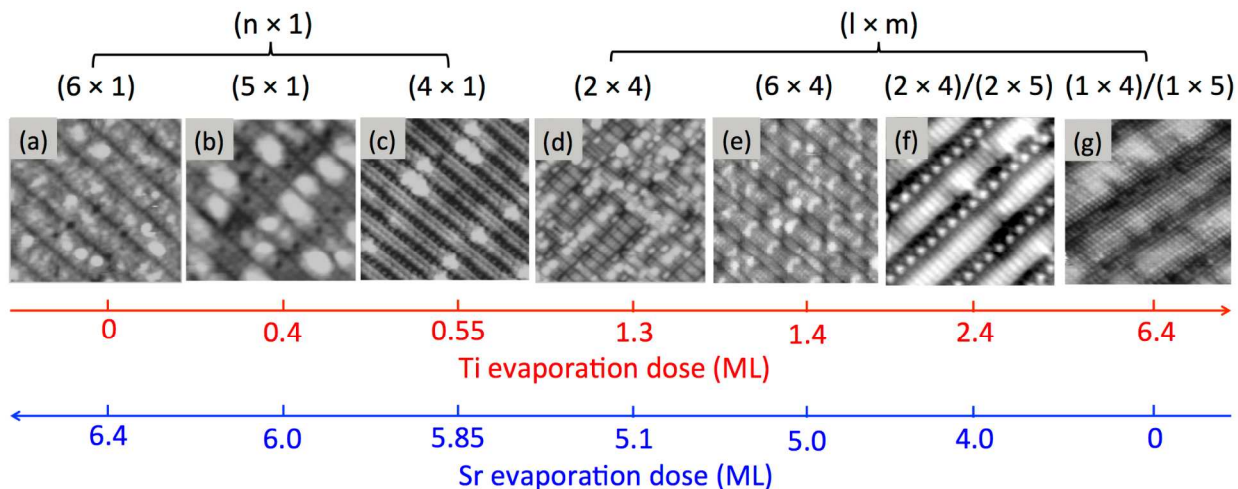 (n × 1) (l × m)
(6 × 1) (5 × 1) (4 × 1) (2 × 4) (6 × 4) (2 × 4)/(2 × 5) (1 × 4)/(1 × 5)
(a) (b) (c) (d) (e) (f) (g)
0 0.4 0.55 1.3 1.4 2.4 6.4
Ti evaporation dose (ML)
6.4 6.0 5.85 5.1 5.0 4.0 0
Sr evaporation dose (ML)